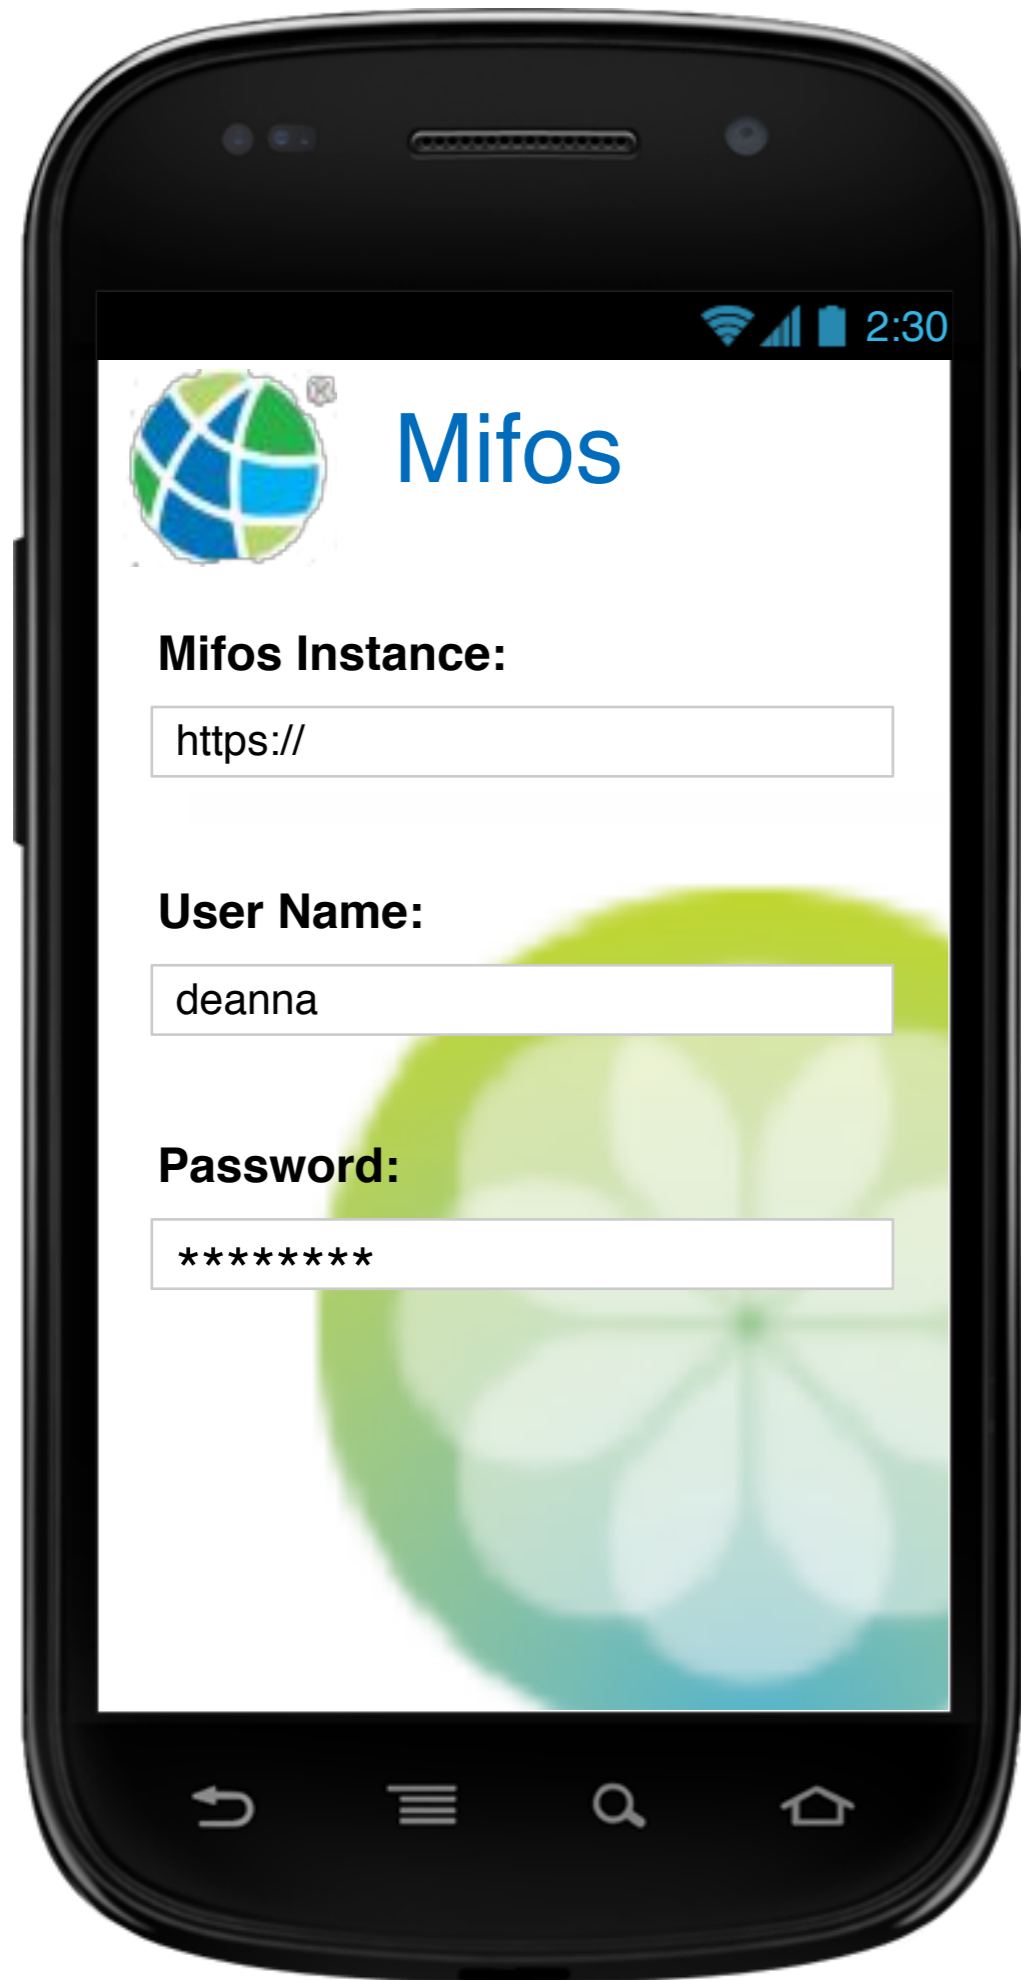 2:30
®
Mifos
Mifos Instance:
https://
User Name:
deanna
Password:
********